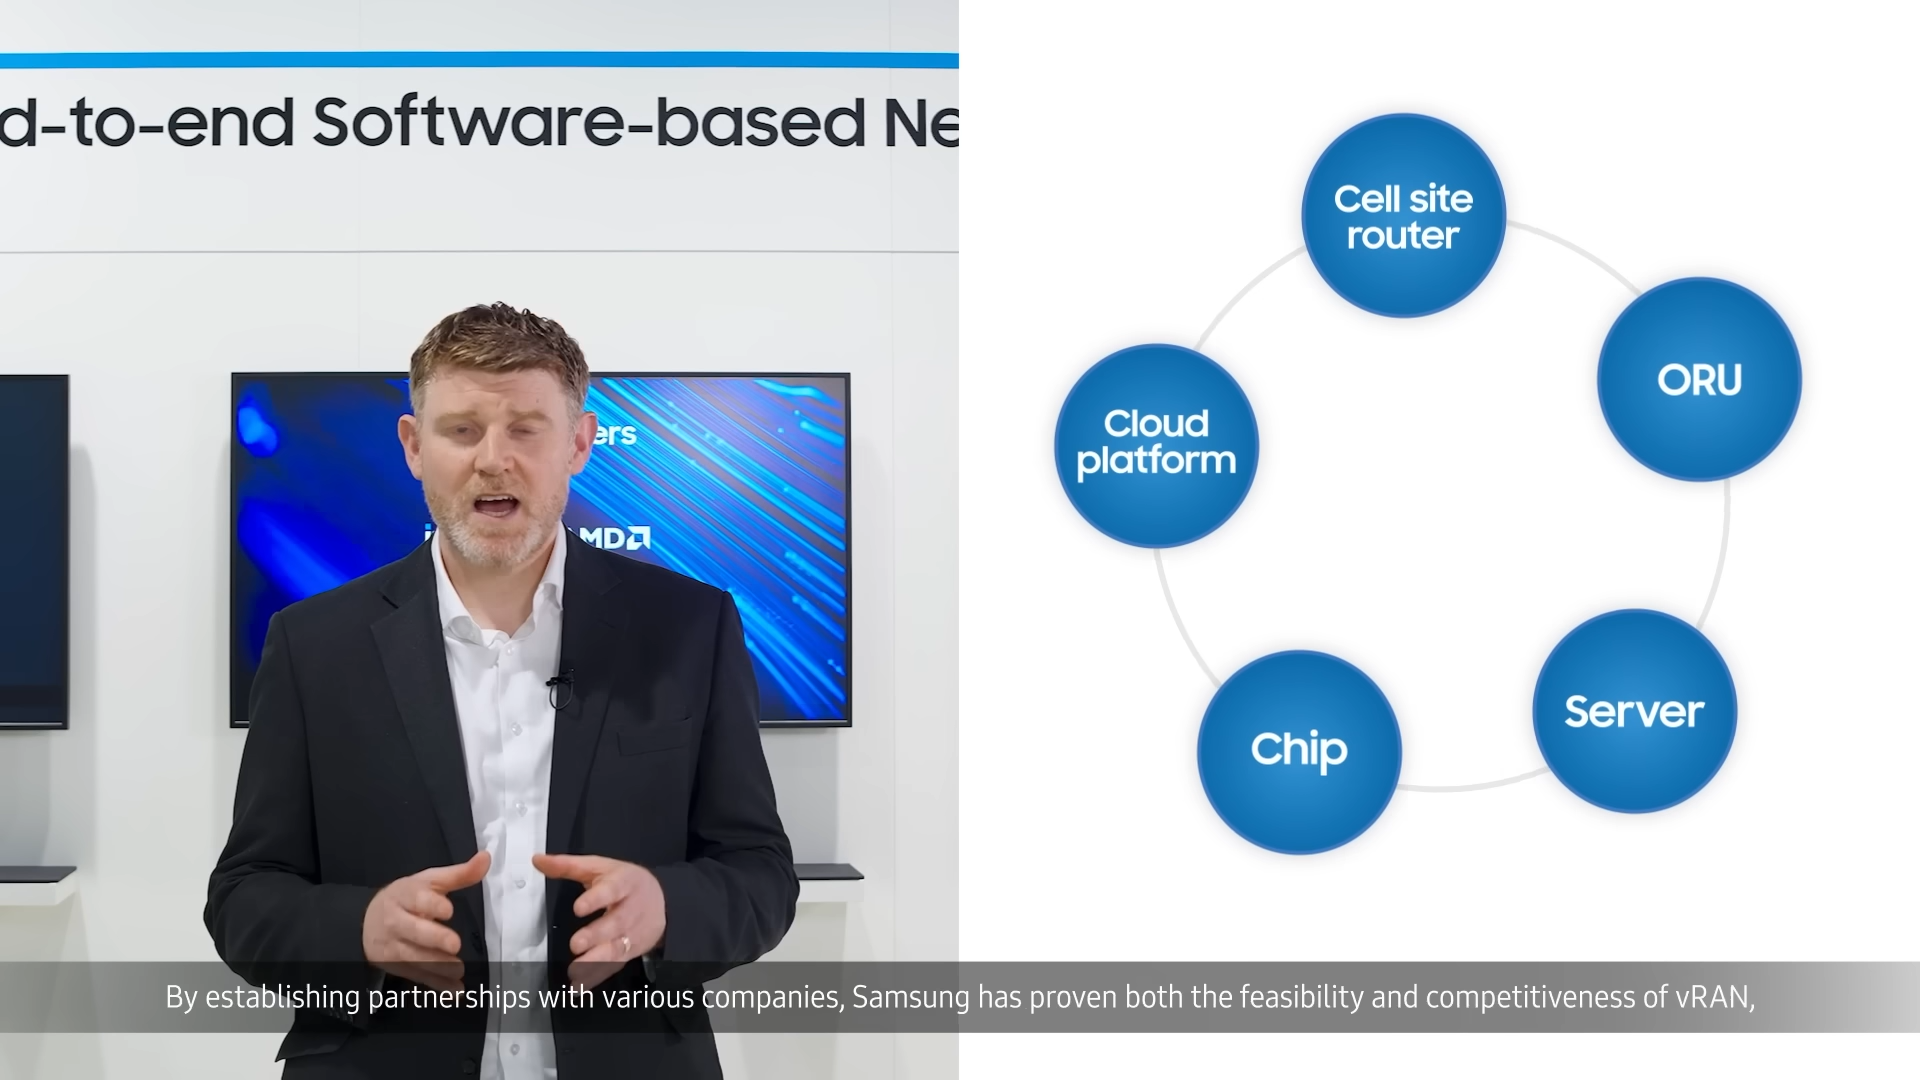 d-to-end Software-based Ne
ers
AMD
Cell site
router
ORU
Cloud
platform
Server
Chip
By establishing partnerships with various companies, Samsung has proven both the feasibility and competitiveness of vRAN,